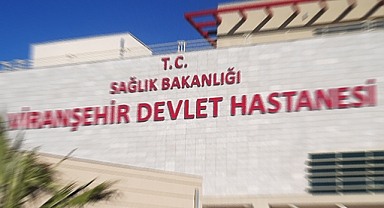 T.C.
SAĞLIK BAKANLIĞI
VİRANŞEHİR DEVLET HASTANESİ